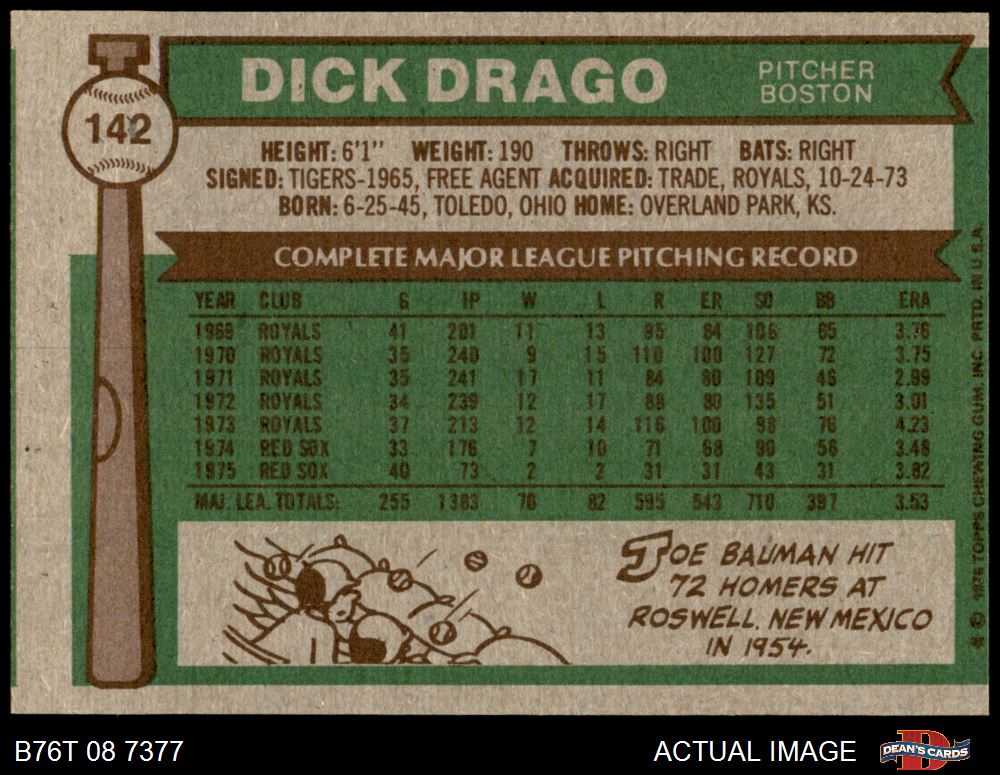 142
DICK DRAGO
PITCHER
BOSTON
HEIGHT: 6'1" WEIGHT: 190 THROWS: RIGHT BATS: RIGHT
SIGNED: TIGERS-1965, FREE AGENT ACQUIRED: TRADE, ROYALS, 10-24-73
BORN: 6-25-45, TOLEDO, OHIO HOME: OVERLAND PARK, KS.
COMPLETE MAJOR LEAGUE PITCHING RECORD
YEAR CLUB G IP W L R ER SO BB ERA
1969 ROYALS 41 201 11 13 95 84 108 65 3.76
1970 ROYALS 35 240 9 15 110 100 127 72 3.75
1971 ROYALS 35 241 17 11 84 80 109 46 2.99
1972 ROYALS 34 239 12 17 88 80 135 51 3.01
1973 ROYALS 37 213 12 14 116 100 98 76 4.23
1974 RED SOX 33 176 7 10 71 68 90 56 3.48
1975 RED SOX 40 73 2 2 31 31 43 31 3.82
MAJ. LEA. TOTALS: 255 1383 70 82 595 543 710 397 3.53
JOE BAUMAN HIT
72 HOMERS AT
ROSWELL, NEW MEXICO
IN 1954.
© 1976 TOPPS CHEWING GUM, INC. PRTD. IN U.S.A.
B76T 08 7377
ACTUAL IMAGE
DEAN'S CARDS